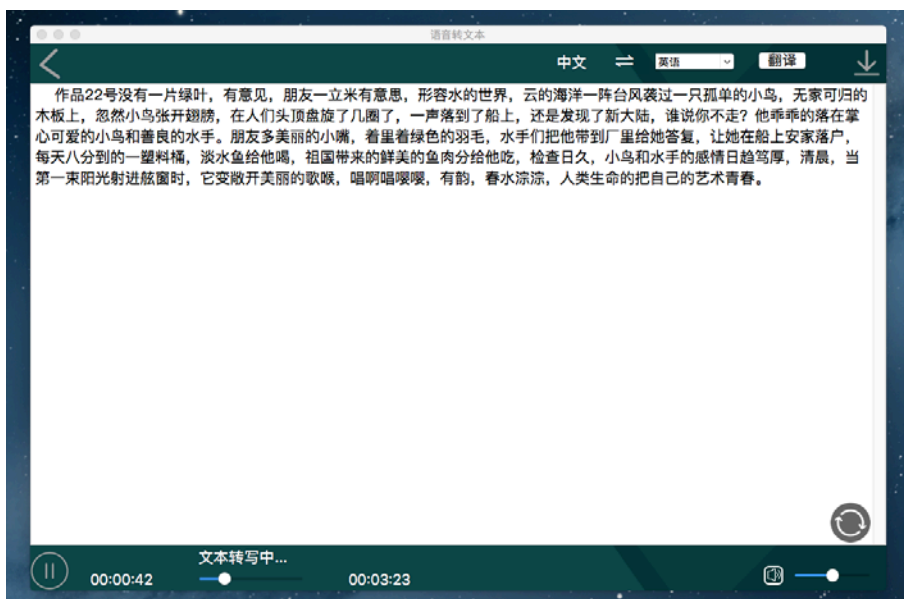 语音转文本
中文 ⇌ 英语 翻译
作品22号没有一片绿叶，有意见，朋友一立米有意思，形容水的世界，云的海洋一阵台风袭过一只孤单的小鸟，无家可归的
木板上，忽然小鸟张开翅膀，在人们头顶盘旋了几圈了，一声落到了船上，还是发现了新大陆，谁说你不走？他乖乖的落在掌
心可爱的小鸟和善良的水手。朋友多美丽的小嘴，着里着绿色的羽毛，水手们把他带到厂里给她答复，让她在船上安家落户，
每天八分到的一塑料桶，淡水鱼给他喝，祖国带来的鲜美的鱼肉分给他吃，检查日久，小鸟和水手的感情日趋笃厚，清晨，当
第一束阳光射进舷窗时，它变敞开美丽的歌喉，唱啊唱嘤嘤，有韵，春水淙淙，人类生命的把自己的艺术青春。
文本转写中...
00:00:42 00:03:23